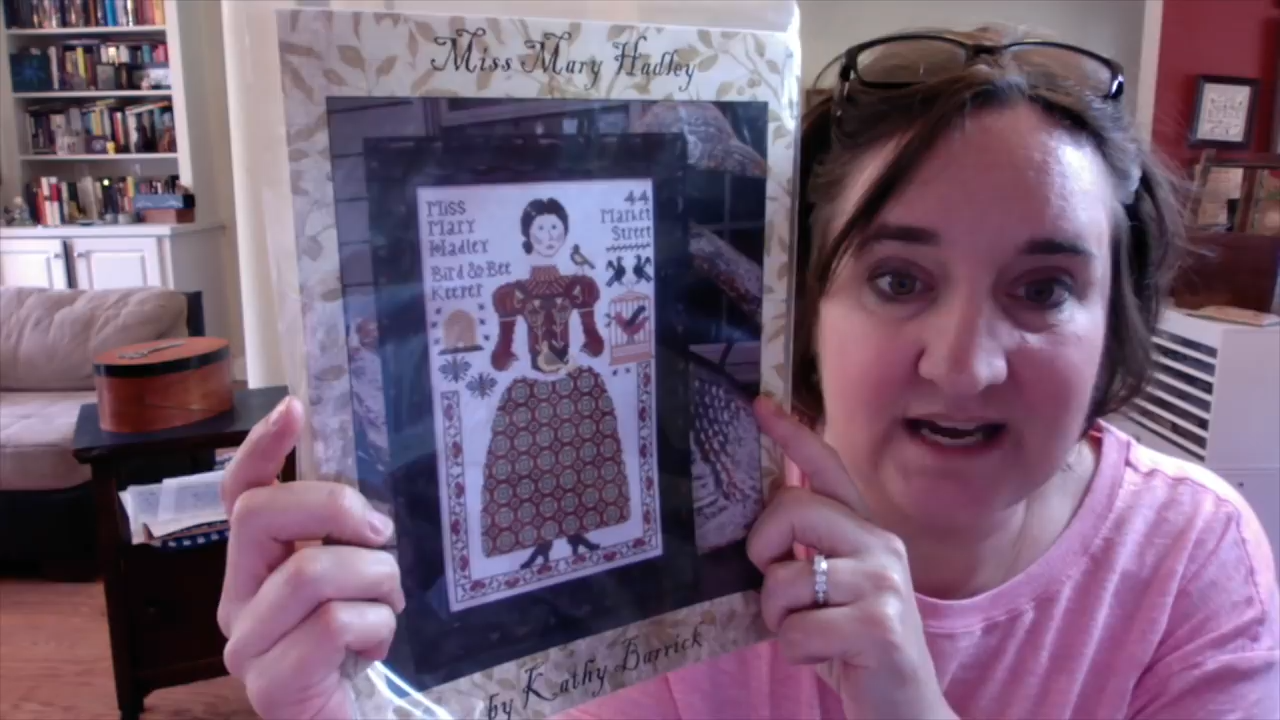 Miss Mary Hadley
Miss
Mary
Hadley
Bird & Bee
Keeper
44
Market
Street
by Kathy Barrick